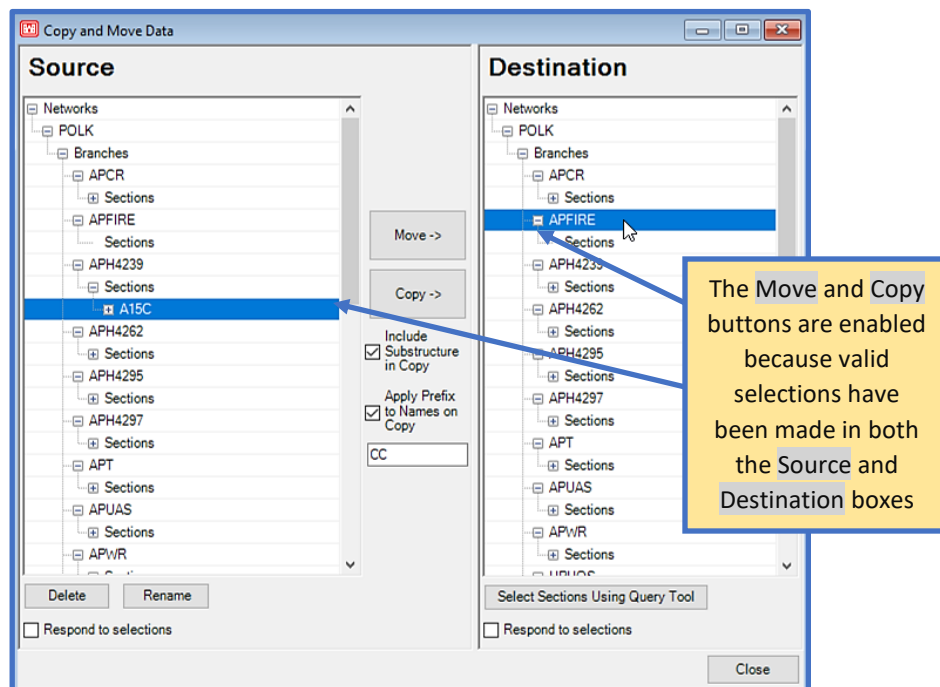 Copy and Move Data
Source
Networks
POLK
Branches
APCR
Sections
APFIRE
Sections
APH4239
Sections
A15C
APH4262
Sections
APH4295
Sections
APH4297
Sections
APT
Sections
APUAS
Sections
APWR
Delete Rename
Respond to selections
Move ->
Copy ->
Include
Substructure
in Copy
Apply Prefix
to Names on
Copy
CC
Destination
Networks
POLK
Branches
APCR
Sections
APFIRE
Sections
APH4239
Sections
APH4262
Sections
APH4295
Sections
APH4297
Sections
APT
Sections
APUAS
Sections
APWR
Sections
Select Sections Using Query Tool
Respond to selections
Close
The Move and Copy
buttons are enabled
because valid
selections have
been made in both
the Source and
Destination boxes